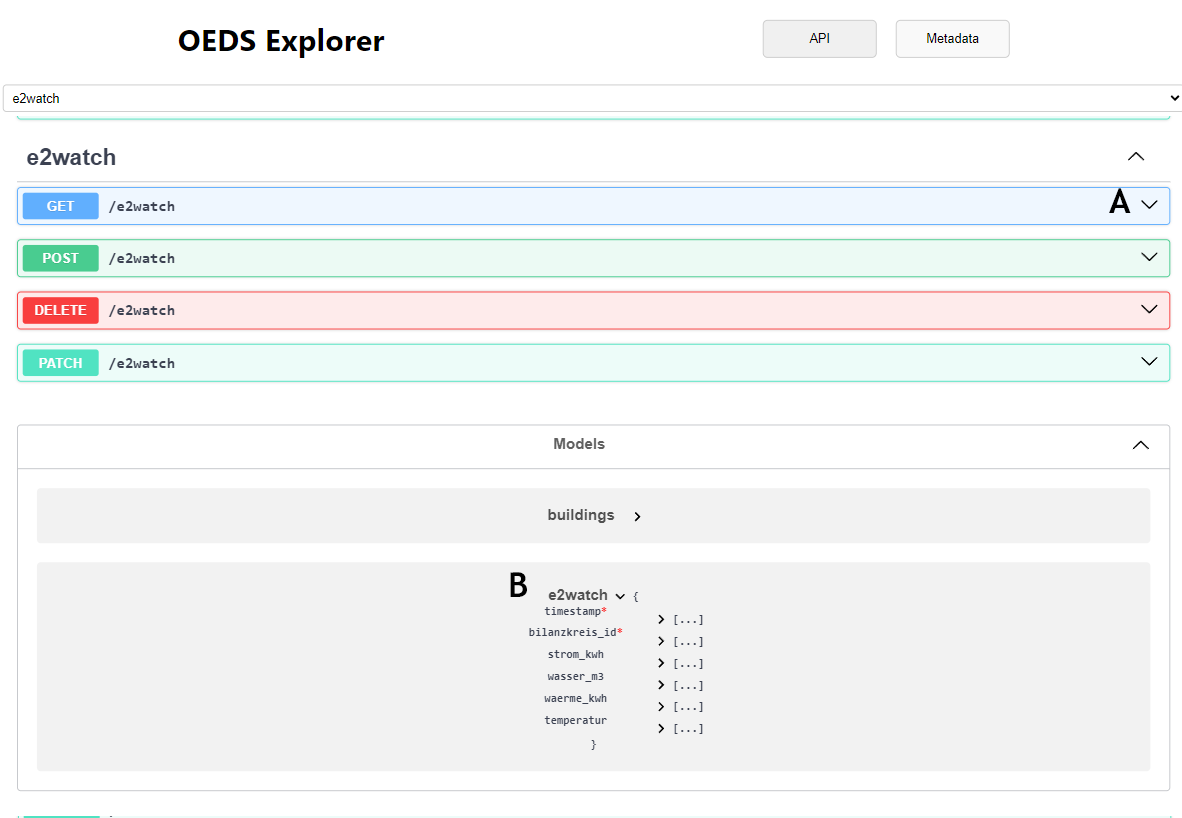 OEDS Explorer
API
Metadata
e2watch
e2watch
GET /e2watch
A
POST /e2watch
DELETE /e2watch
PATCH /e2watch
Models
buildings
B
e2watch {
timestamp* [...]
bilanzkreis_id* [...]
strom_kwh [...]
wasser_m3 [...]
waerme_kwh [...]
temperatur [...]
}